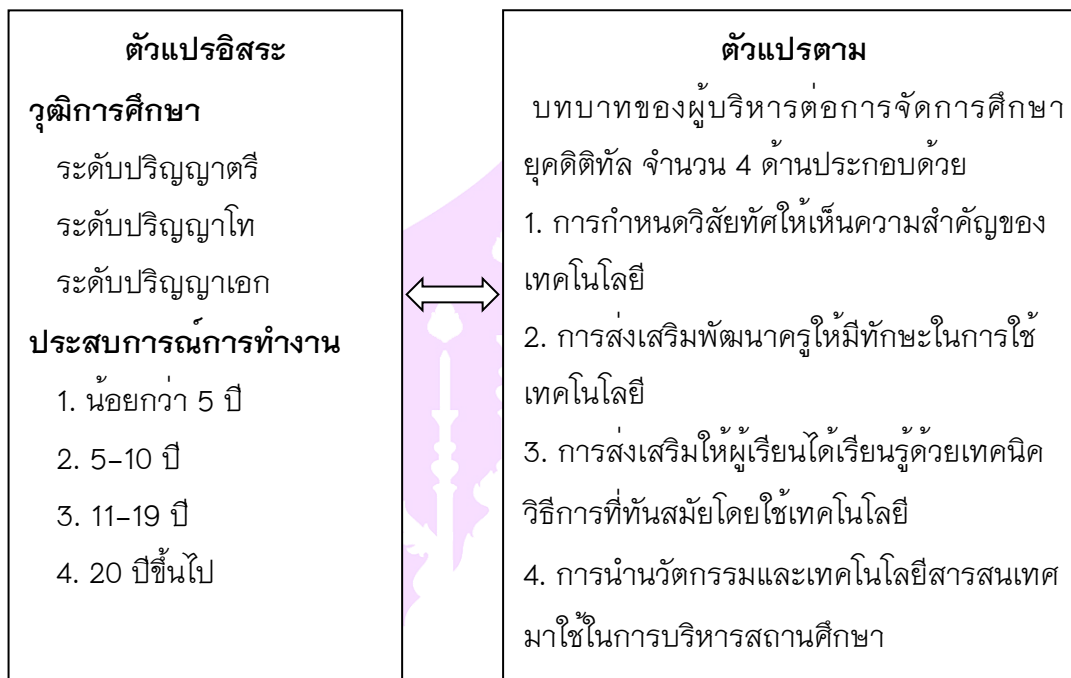 ตัวแปรอิสระ
วุฒิการศึกษา
ระดับปริญญาตรี
ระดับปริญญาโท
ระดับปริญญาเอก
ประสบการณ์การทำงาน
1. น้อยกว่า 5 ปี
2. 5-10 ปี
3. 11-19 ปี
4. 20 ปีขึ้นไป
ตัวแปรตาม
บทบาทของผู้บริหารต่อการจัดการศึกษา
ยุคดิติทัล จำนวน 4 ด้านประกอบด้วย
1. การกำหนดวิสัยทัศให้เห็นความสำคัญของ
เทคโนโลยี
2. การส่งเสริมพัฒนาครูให้มีทักษะในการใช้
เทคโนโลยี
3. การส่งเสริมให้ผู้เรียนได้เรียนรู้ด้วยเทคนิค
วิธีการที่ทันสมัยโดยใช้เทคโนโลยี
4. การนำนวัตกรรมและเทคโนโลยีสารสนเทศ
มาใช้ในการบริหารสถานศึกษา